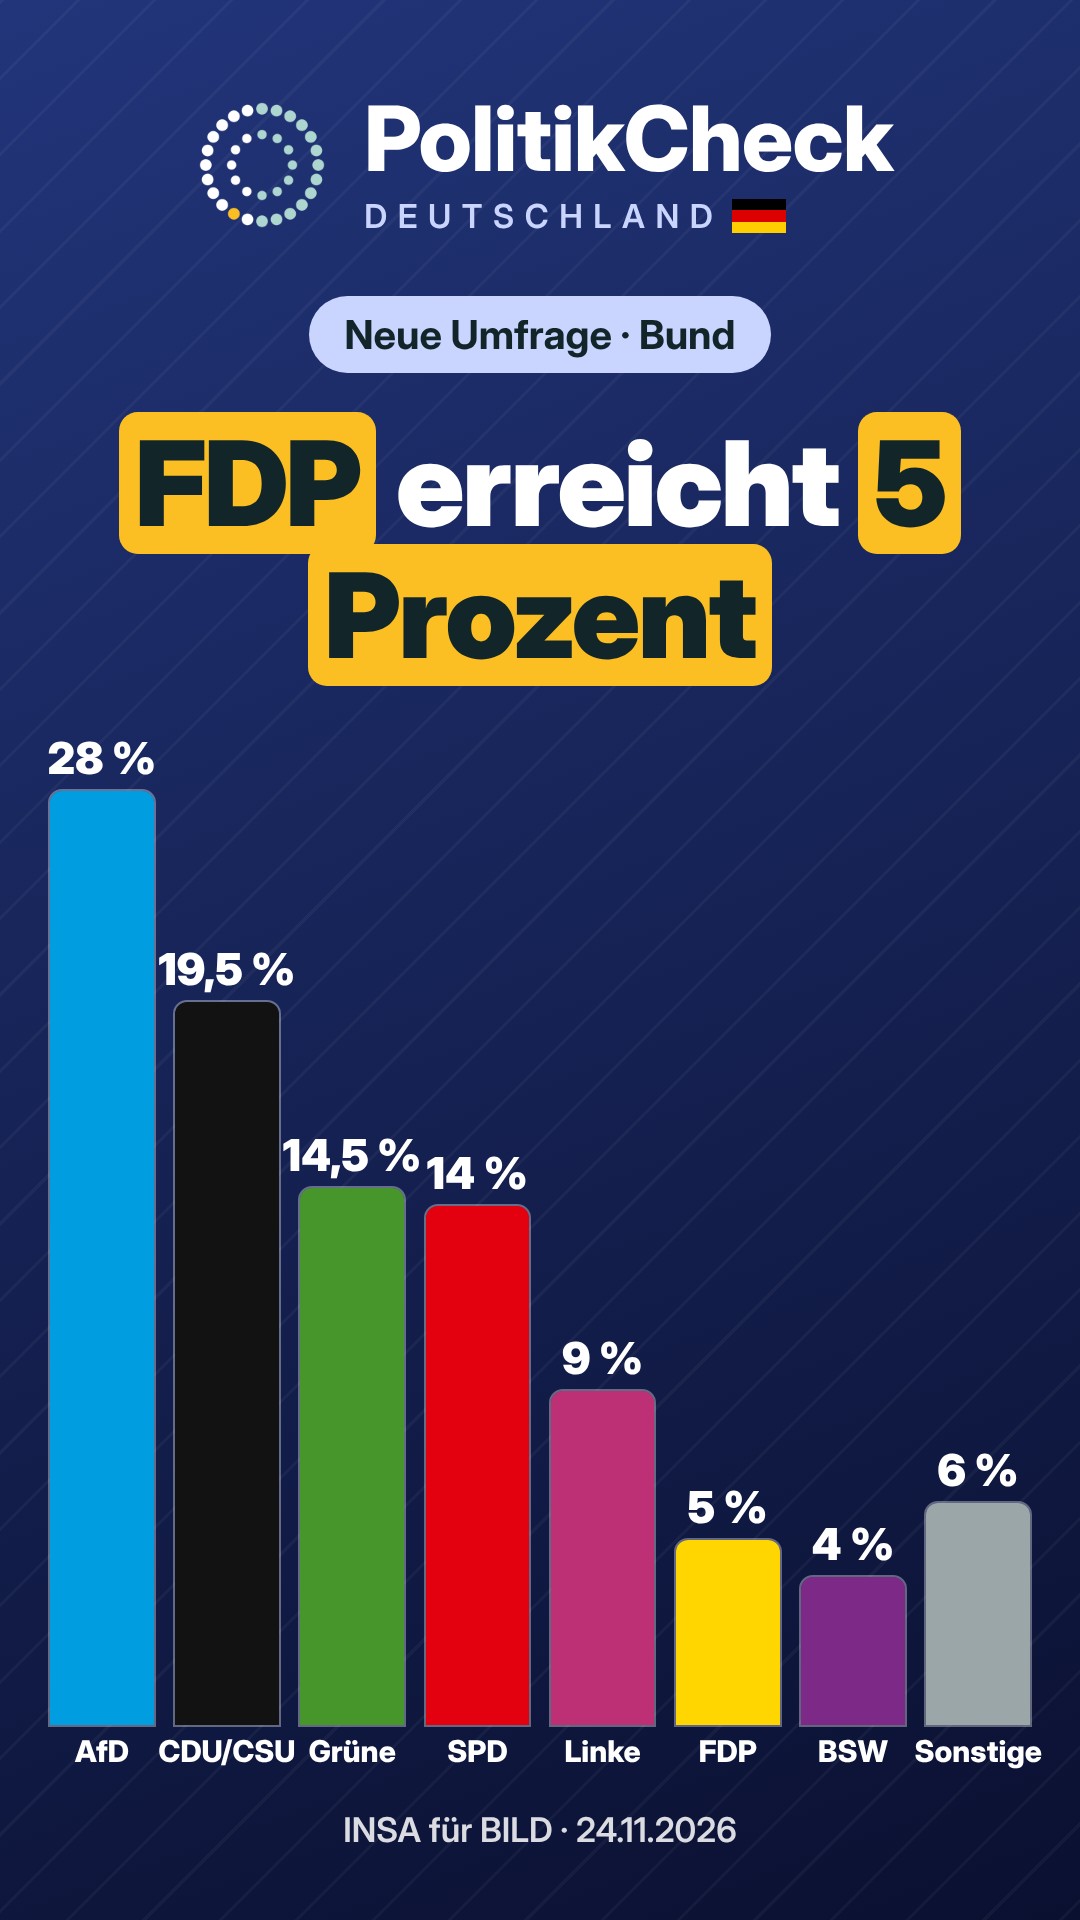 PolitikCheck
DEUTSCHLAND
Neue Umfrage · Bund
FDP erreicht 5
Prozent
28 %
19,5 %
14,5 %
14 %
9 %
5 %
4 %
6 %
AfD CDU/CSU Grüne SPD Linke FDP BSW Sonstige
INSA für BILD · 24.11.2026